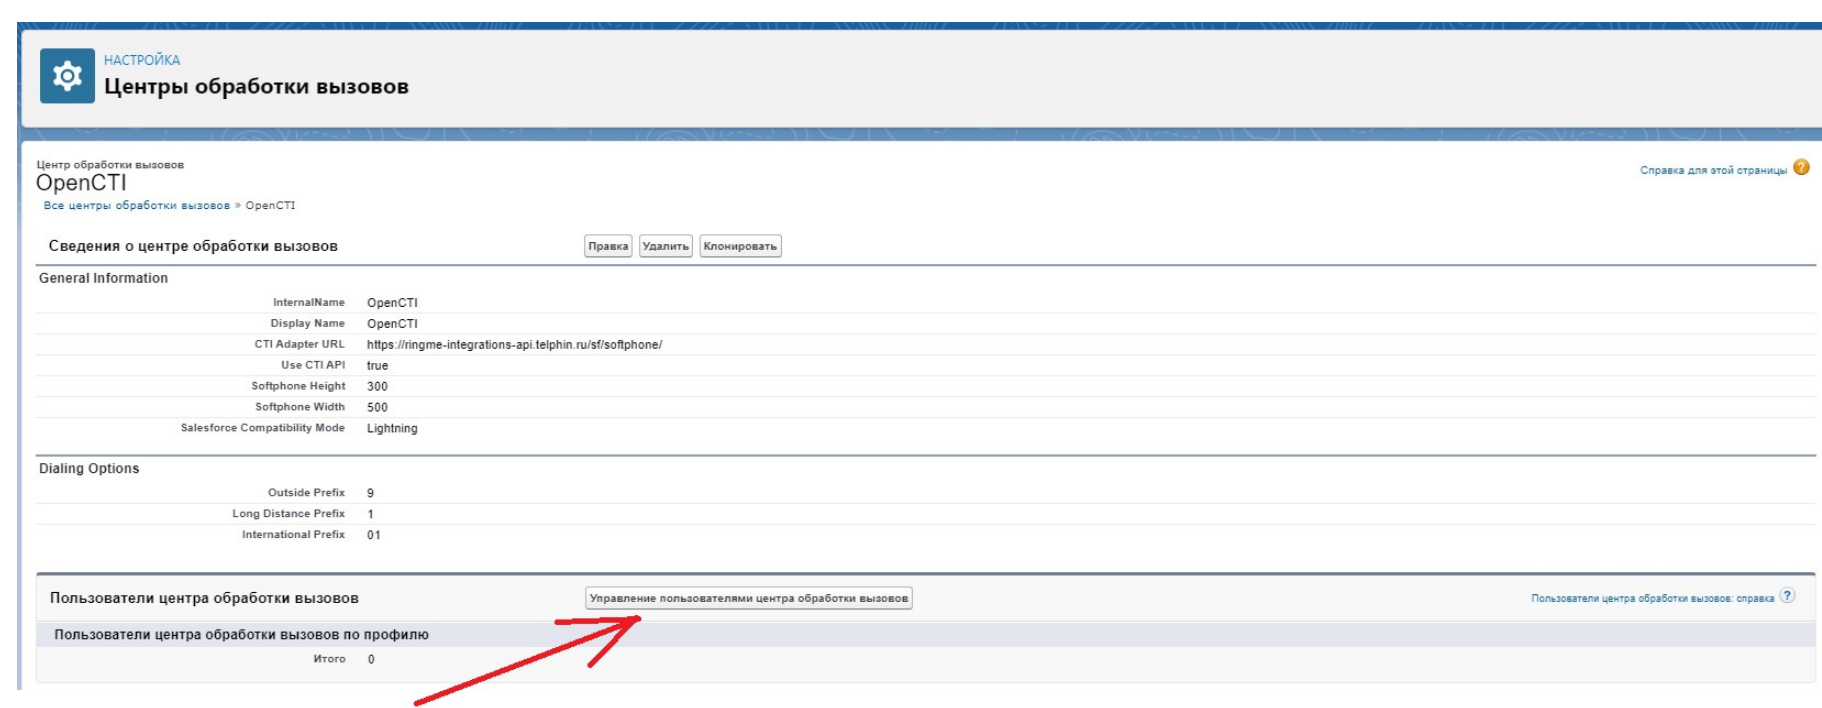 НАСТРОЙКА
Центры обработки вызовов
Центр обработки вызовов
OpenCTI
Справка для этой страницы ?
Все центры обработки вызовов » OpenCTI
Сведения о центре обработки вызовов Правка Удалить Клонировать
General Information
InternalName OpenCTI
Display Name OpenCTI
CTI Adapter URL https://ringme-integrations-api.telphin.ru/sf/softphone/
Use CTI API true
Softphone Height 300
Softphone Width 500
Salesforce Compatibility Mode Lightning
Dialing Options
Outside Prefix 9
Long Distance Prefix 1
International Prefix 01
Пользователи центра обработки вызовов Управление пользователями центра обработки вызовов Пользователи центра обработки вызовов: справка ?
Пользователи центра обработки вызовов по профилю
Итого 0